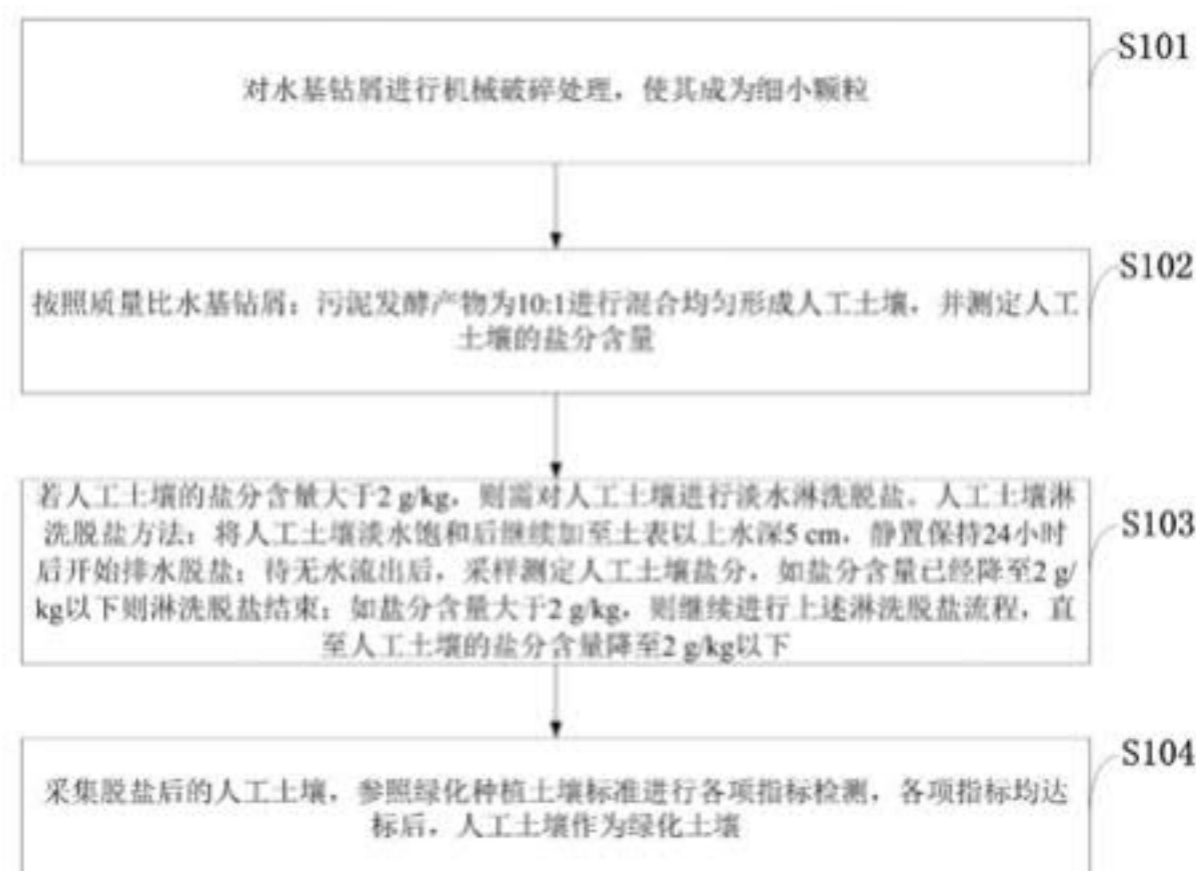 S101
对水基钻屑进行机械破碎处理，使其成为细小颗粒
S102
按照质量比水基钻屑：污泥发酵产物为10:1进行混合均匀形成人工土壤，并测定人工
土壤的盐分含量
若人工土壤的盐分含量大于2 g/kg，则需对人工土壤进行淡水淋洗脱盐。人工土壤淋
洗脱盐方法：将人工土壤淡水饱和后继续加至土表以上水深5 cm，静置保持24小时
后开始排水脱盐；待无水流出后，采样测定人工土壤盐分，如盐分含量已经降至2 g/
kg以下则淋洗脱盐结束；如盐分含量大于2 g/kg，则继续进行上述淋洗脱盐流程，直
至人工土壤的盐分含量降至2 g/kg以下
S103
S104
采集脱盐后的人工土壤，参照绿化种植土壤标准进行各项指标检测，各项指标均达
标后，人工土壤作为绿化土壤